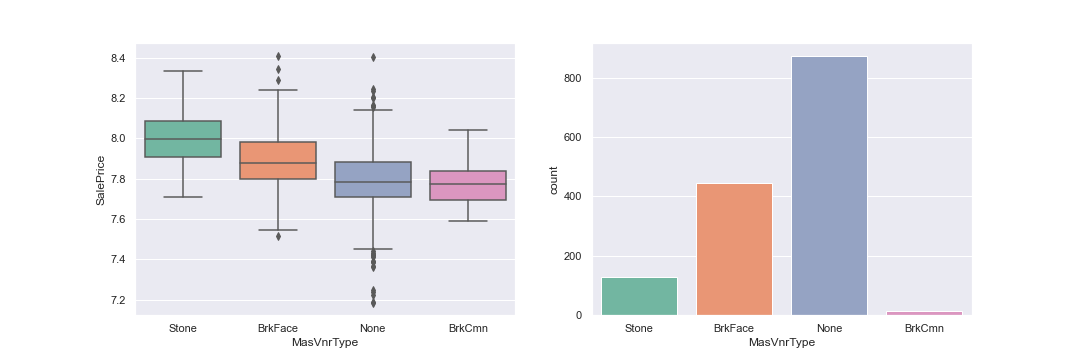 8.4
8.2
8.0
7.8
7.6
7.4
7.2
SalePrice
Stone BrkFace None BrkCmn
MasVnrType
800
600
400
200
0
count
Stone BrkFace None BrkCmn
MasVnrType